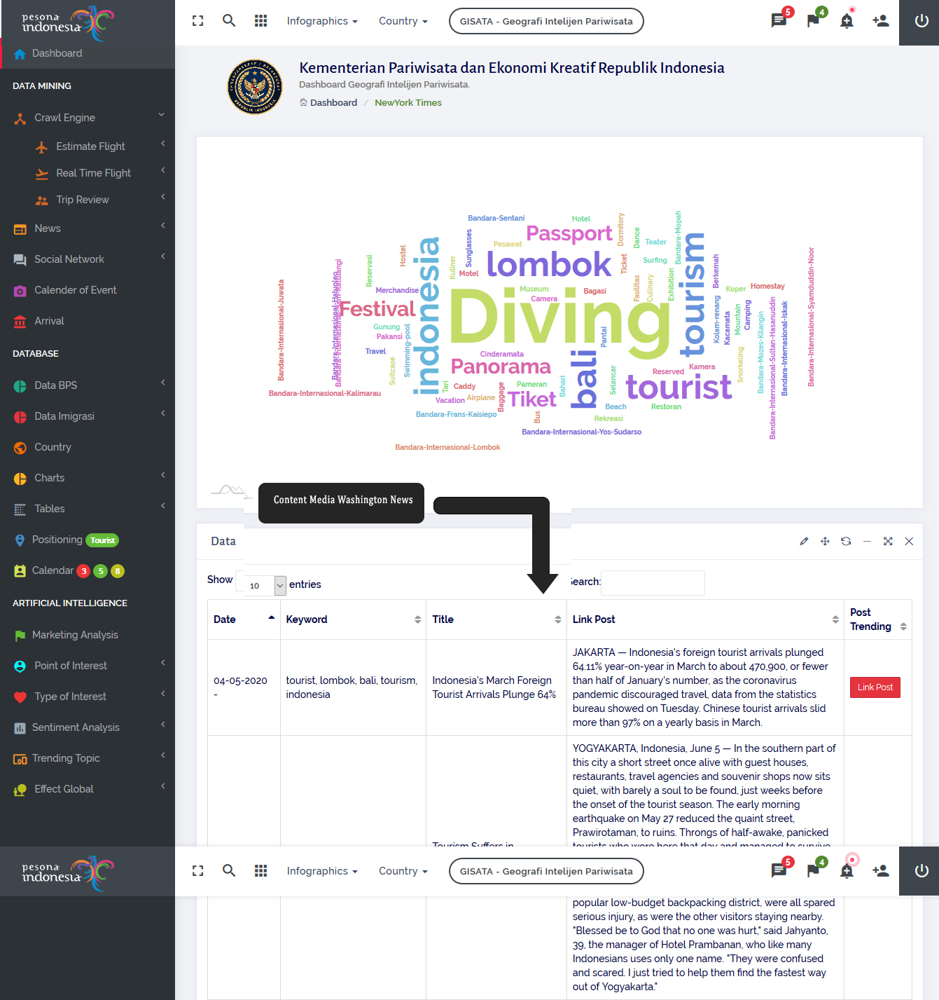 pesona
indonesia
Infographics
Country
GISATA - Geografi Intelijen Pariwisata
5
4
Dashboard
DATA MINING
Crawl Engine
Estimate Flight
Real Time Flight
Trip Review
News
Social Network
Calender of Event
Arrival
DATABASE
Data BPS
Data Imigrasi
Country
Charts
Tables
Positioning Tourist
Calendar 3 5 8
ARTIFICIAL INTELLIGENCE
Marketing Analysis
Point of Interest
Type of Interest
Sentiment Analysis
Trending Topic
Effect Global
Kementerian Pariwisata dan Ekonomi Kreatif Republik Indonesia
Dashboard Geografi Intelijen Pariwisata.
Dashboard / NewYork Times
Bandara-Sentani
Hotel
Dormitory
Bandara-Mopah
Passport
Dance
Teater
Sunglasses
Pesawat
Hostel
indonesia
tourism
Kuliner
lombok
Ticket
Surfing
Reservasi
Motel
Berkemah
Bandara-Internasional-Syamduddin-Noor
Bandara-Internasional-Juwata
Bandara-Internasional-Haluoleo
Bandara-Internasional-Sam-Ratulangi
Merchandise
Museum
Camera
Bagasi
Fasilitas
Culinary
Exhibition
Koper
Homestay
Festival
Diving
Kolam-renang
Kacamata
Mountain
Camping
Bandara-Mozes-Kilangin
Bandara-Internasional-Sultan-Hasanuddin
Bandara-Internasional-Iskak
Gunung
Pakansi
Swimming-pool
Pantai
Travel
Suitcase
Cinderamata
Panorama
bali
Snorkeling
Reserved
Kamera
Selancar
tourist
Tari
Caddy
Pameran
Bahari
Bandara-Internasional-Kalimarau
Vacation
Airplane
Baggage
Tiket
Beach
Restoran
Bandara-Frans-Kaisiepo
Bus
Rekreasi
Bandara-Internasional-Yos-Sudarso
Bandara-Internasional-Lombok
Content Media Washington News
Data
Show 10 entries
Search:
Date
Keyword
Title
Link Post
Post
Trending
04-05-2020
-
tourist, lombok, bali, tourism,
indonesia
Indonesia's March Foreign
Tourist Arrivals Plunge 64%
JAKARTA — Indonesia's foreign tourist arrivals plunged
64.11% year-on-year in March to about 470,900, or fewer
than half of January's number, as the coronavirus
pandemic discouraged travel, data from the statistics
bureau showed on Tuesday. Chinese tourist arrivals slid
more than 97% on a yearly basis in March.
Link Post
YOGYAKARTA, Indonesia, June 5 — In the southern part of
this city a short street once alive with guest houses,
restaurants, travel agencies and souvenir shops now sits
quiet, with barely a soul to be found, just weeks before
the onset of the tourist season. The early morning
earthquake on May 27 reduced the quaint street,
Prawirotaman, to ruins. Throngs of half-awake, panicked
tourists who were here that day and managed to survive
Tourism Suffers in
pesona
indonesia
Infographics
Country
GISATA - Geografi Intelijen Pariwisata
5
4
popular low-budget backpacking district, were all spared
serious injury, as were the other visitors staying nearby.
"Blessed be to God that no one was hurt," said Jahyanto,
39, the manager of Hotel Prambanan, who like many
Indonesians uses only one name. "They were confused
and scared. I just tried to help them find the fastest way
out of Yogyakarta."